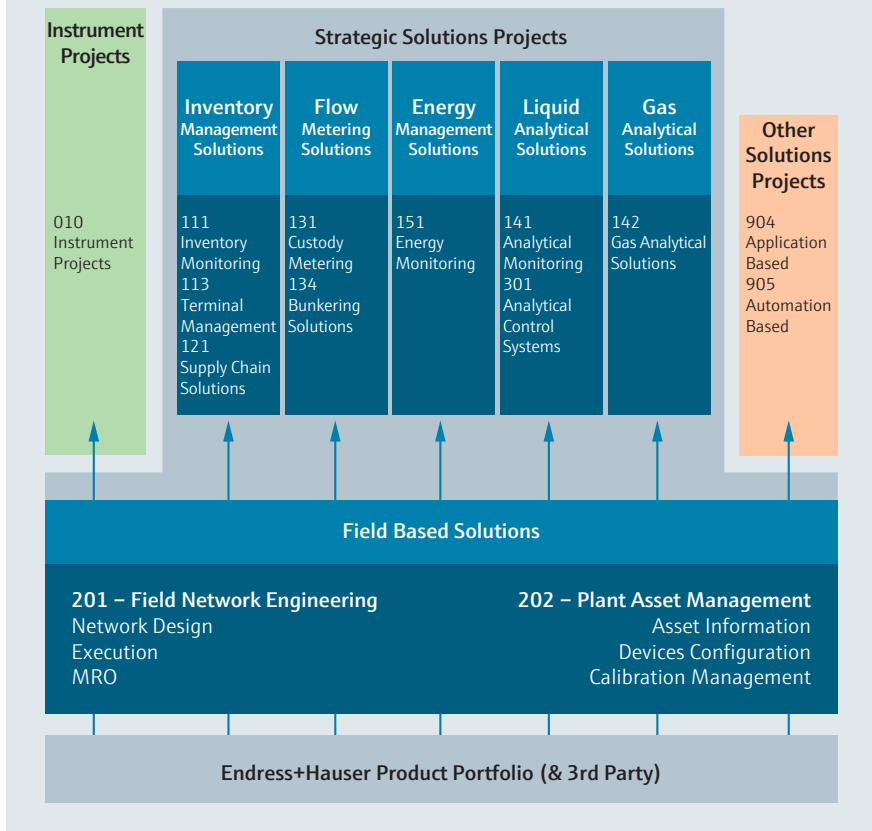 Instrument
Projects
010
Instrument
Projects
Strategic Solutions Projects
Inventory
Management
Solutions
111
Inventory
Monitoring
113
Terminal
Management
121
Supply Chain
Solutions
Flow
Metering
Solutions
131
Custody
Metering
134
Bunkering
Solutions
Energy
Management
Solutions
151
Energy
Monitoring
Liquid
Analytical
Solutions
141
Analytical
Monitoring
301
Analytical
Control
Systems
Gas
Analytical
Solutions
142
Gas Analytical
Solutions
Other
Solutions
Projects
904
Application
Based
905
Automation
Based
Field Based Solutions
201 – Field Network Engineering
Network Design
Execution
MRO
202 – Plant Asset Management
Asset Information
Devices Configuration
Calibration Management
Endress+Hauser Product Portfolio (& 3rd Party)